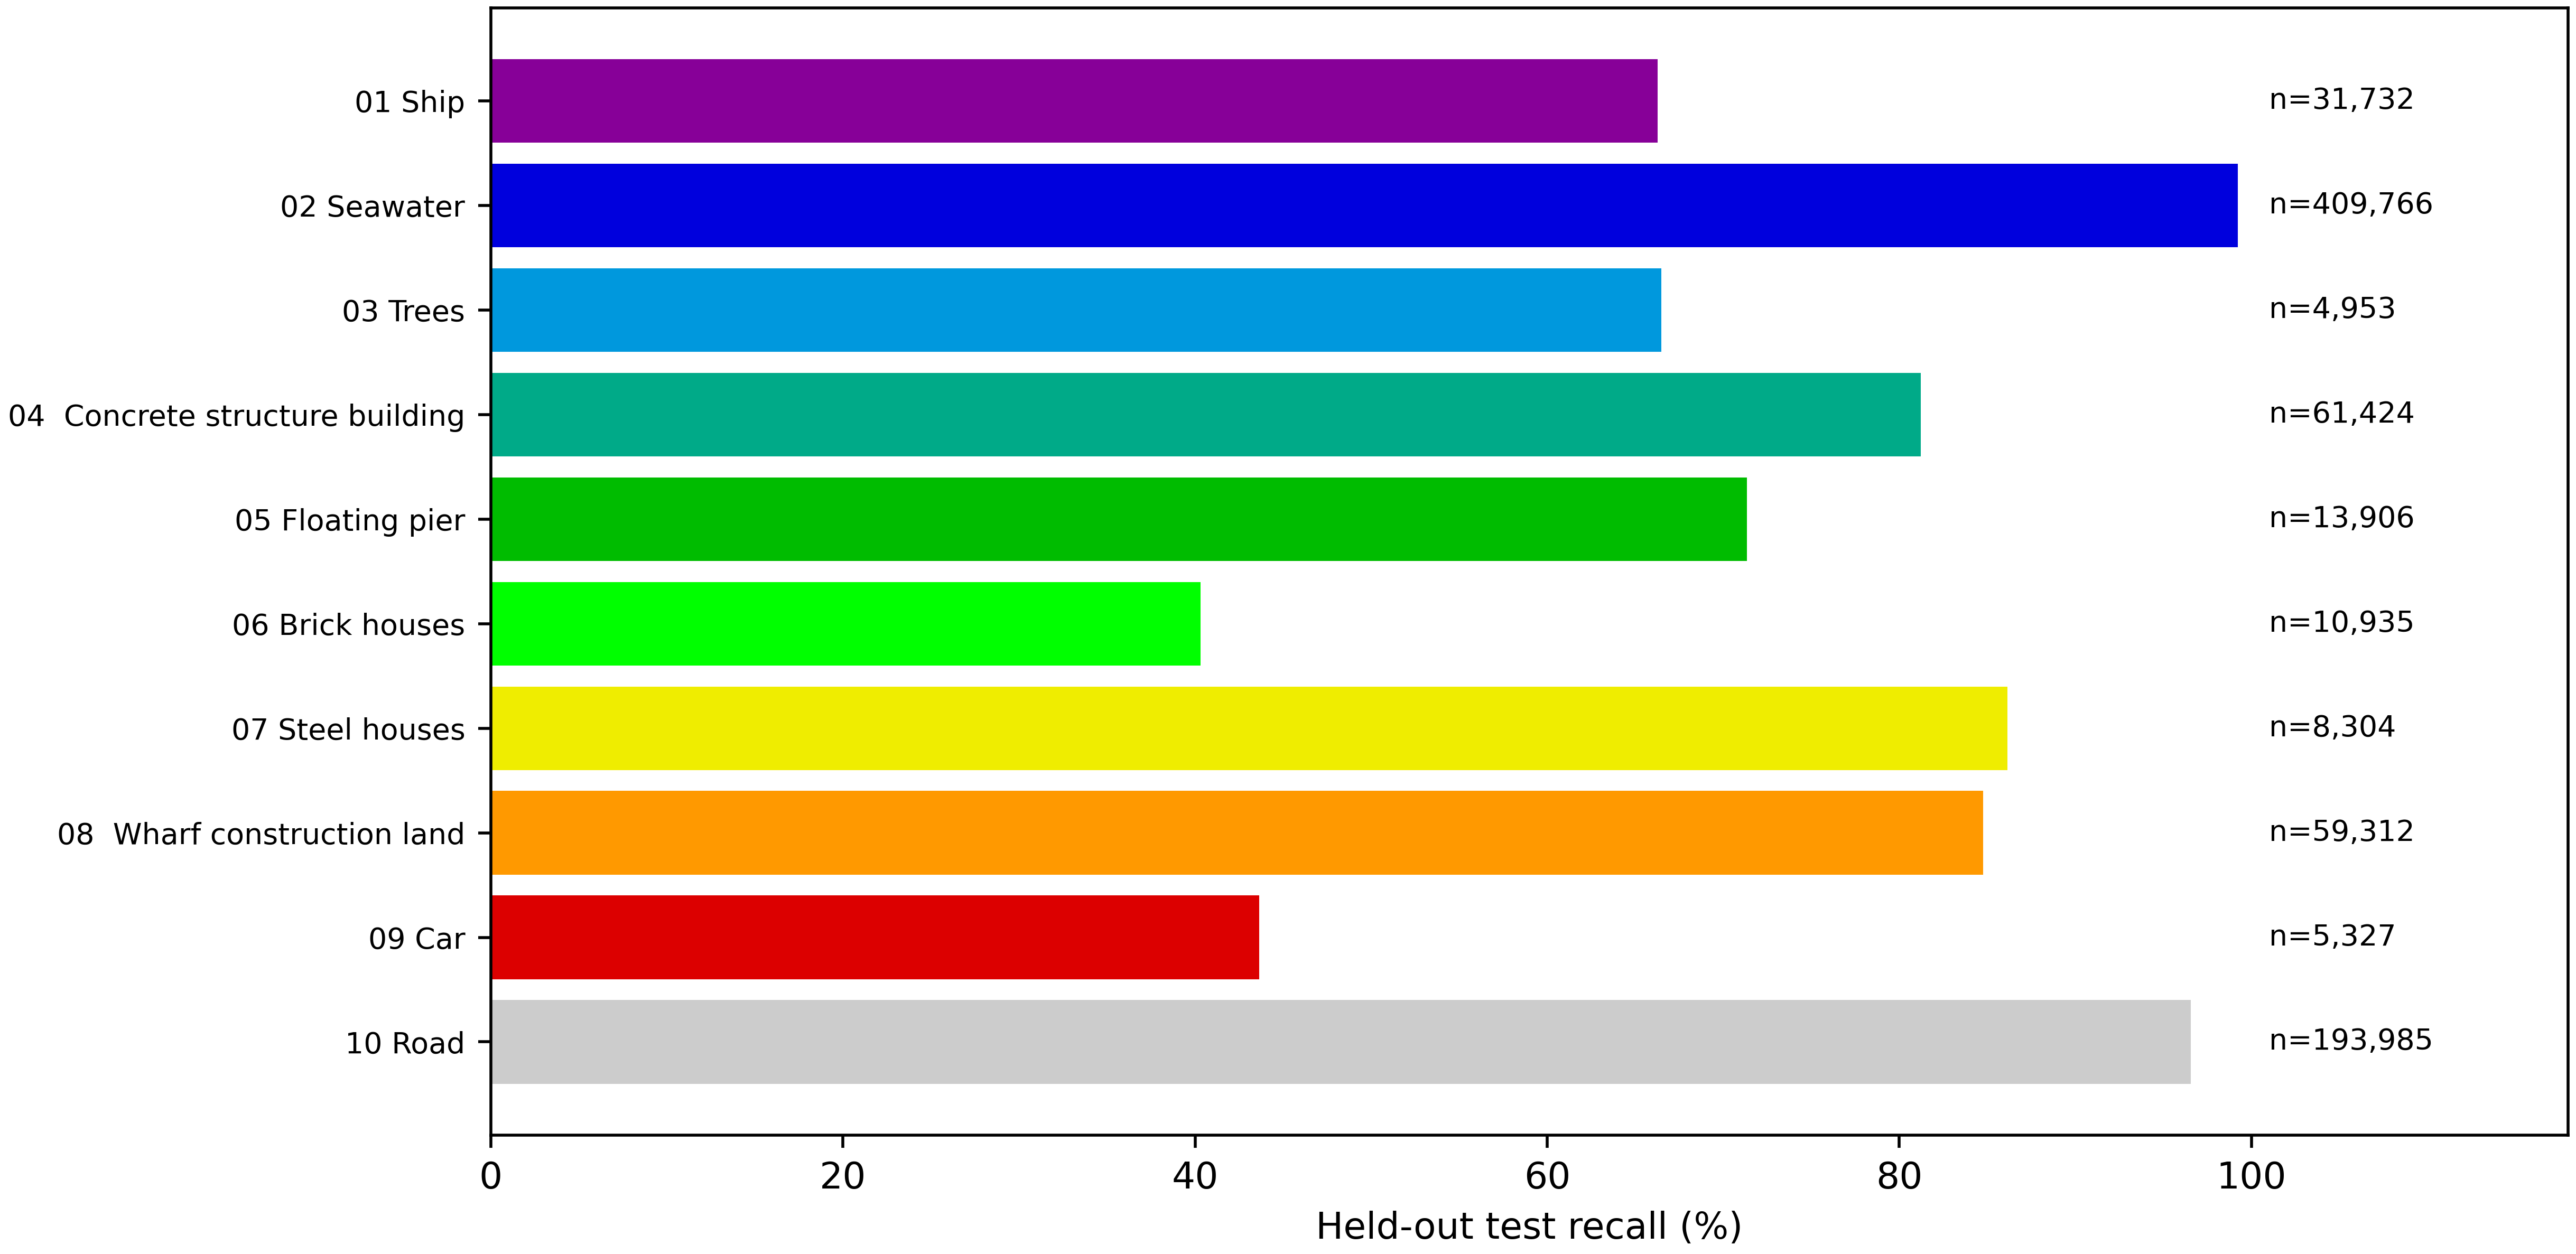 01 Ship n=31,732
02 Seawater n=409,766
03 Trees n=4,953
04  Concrete structure building n=61,424
05 Floating pier n=13,906
06 Brick houses n=10,935
07 Steel houses n=8,304
08  Wharf construction land n=59,312
09 Car n=5,327
10 Road n=193,985
0 20 40 60 80 100
Held-out test recall (%)